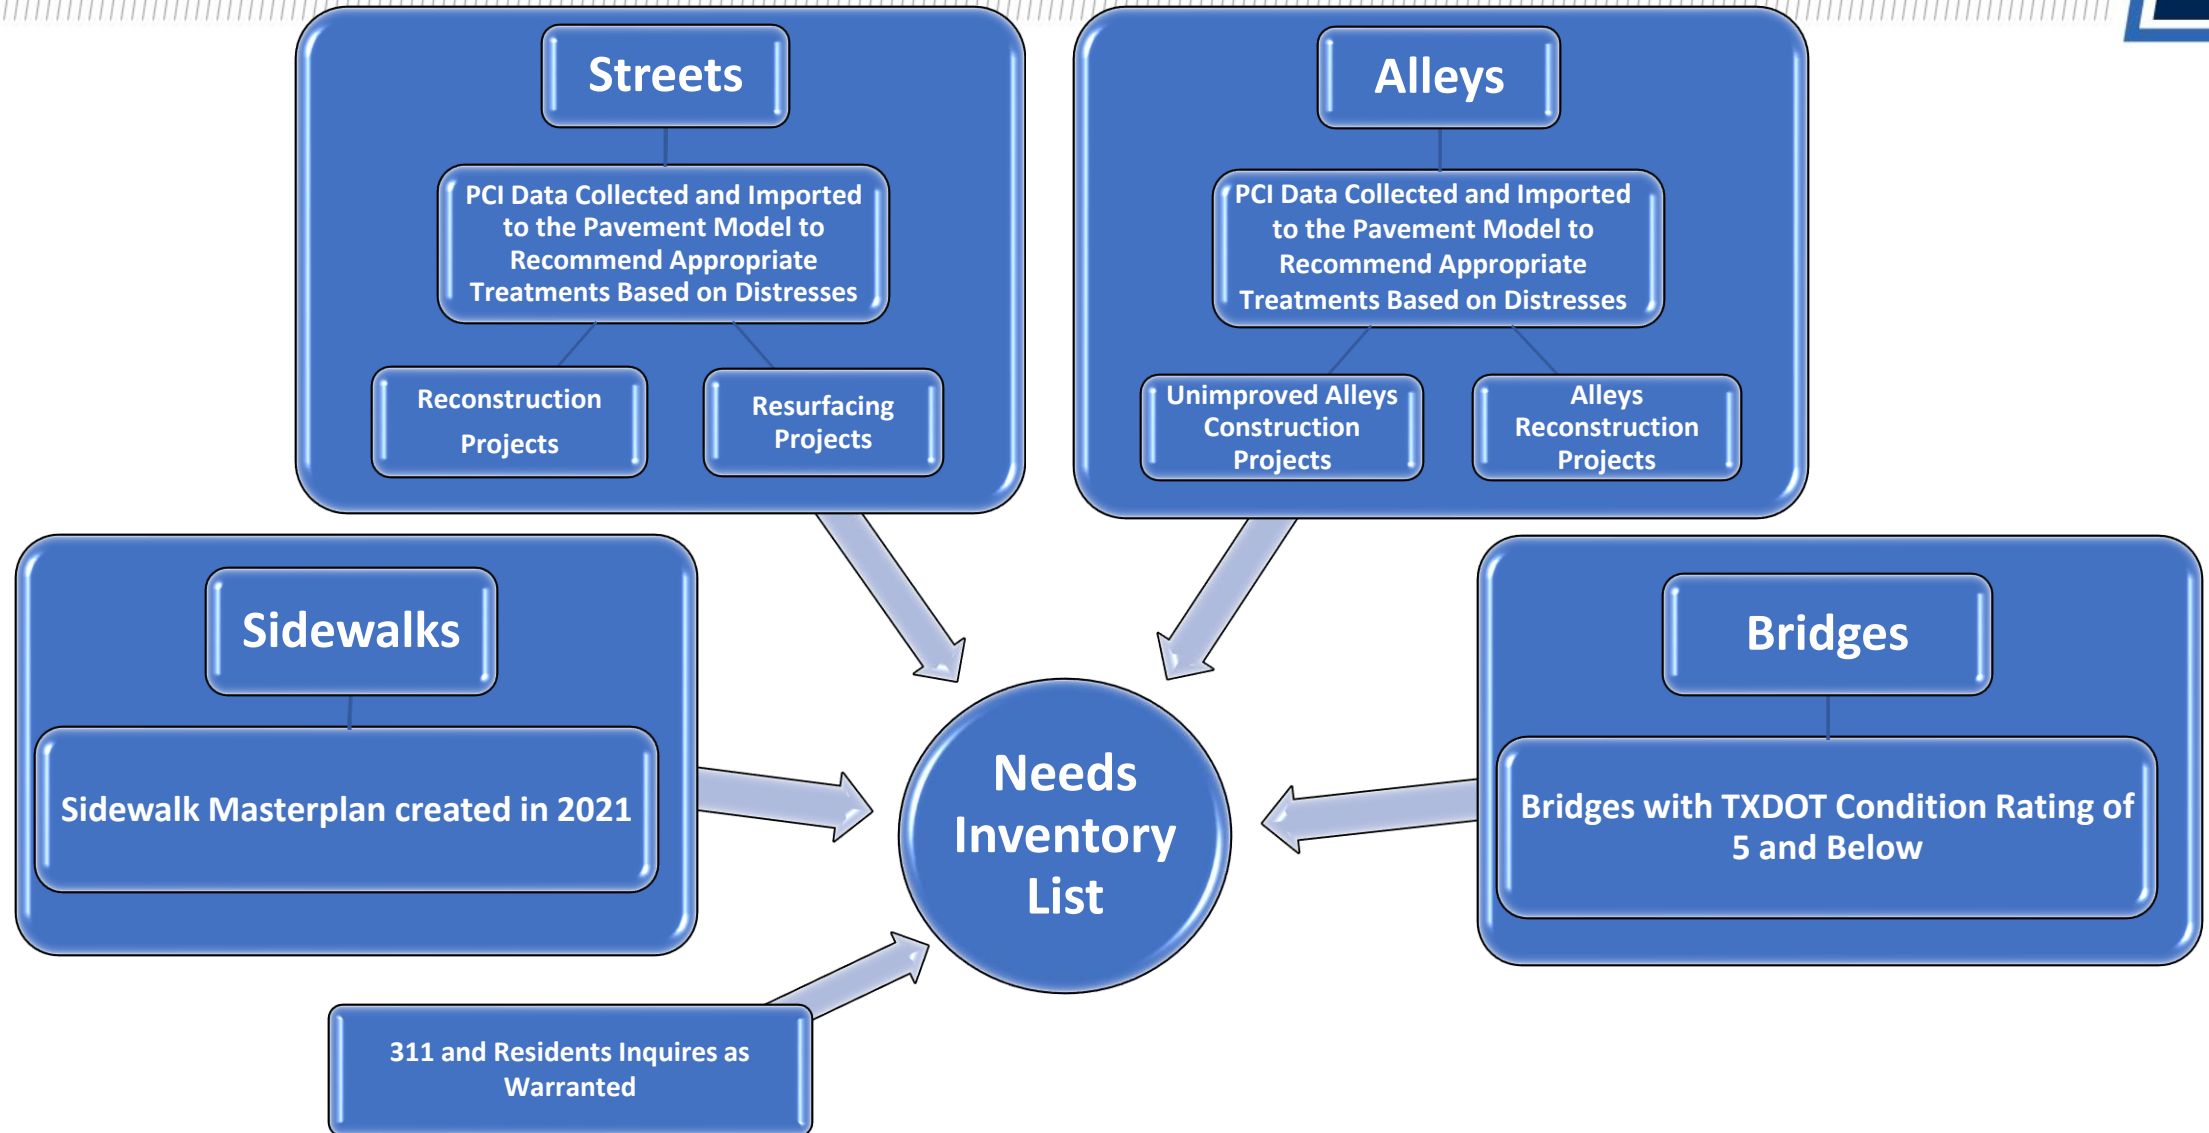 Streets
PCI Data Collected and Imported
to the Pavement Model to
Recommend Appropriate
Treatments Based on Distresses
Reconstruction
Projects
Resurfacing
Projects
Alleys
PCI Data Collected and Imported
to the Pavement Model to
Recommend Appropriate
Treatments Based on Distresses
Unimproved Alleys
Construction
Projects
Alleys
Reconstruction
Projects
Sidewalks
Sidewalk Masterplan created in 2021
Needs
Inventory
List
Bridges
Bridges with TXDOT Condition Rating of
5 and Below
311 and Residents Inquires as
Warranted